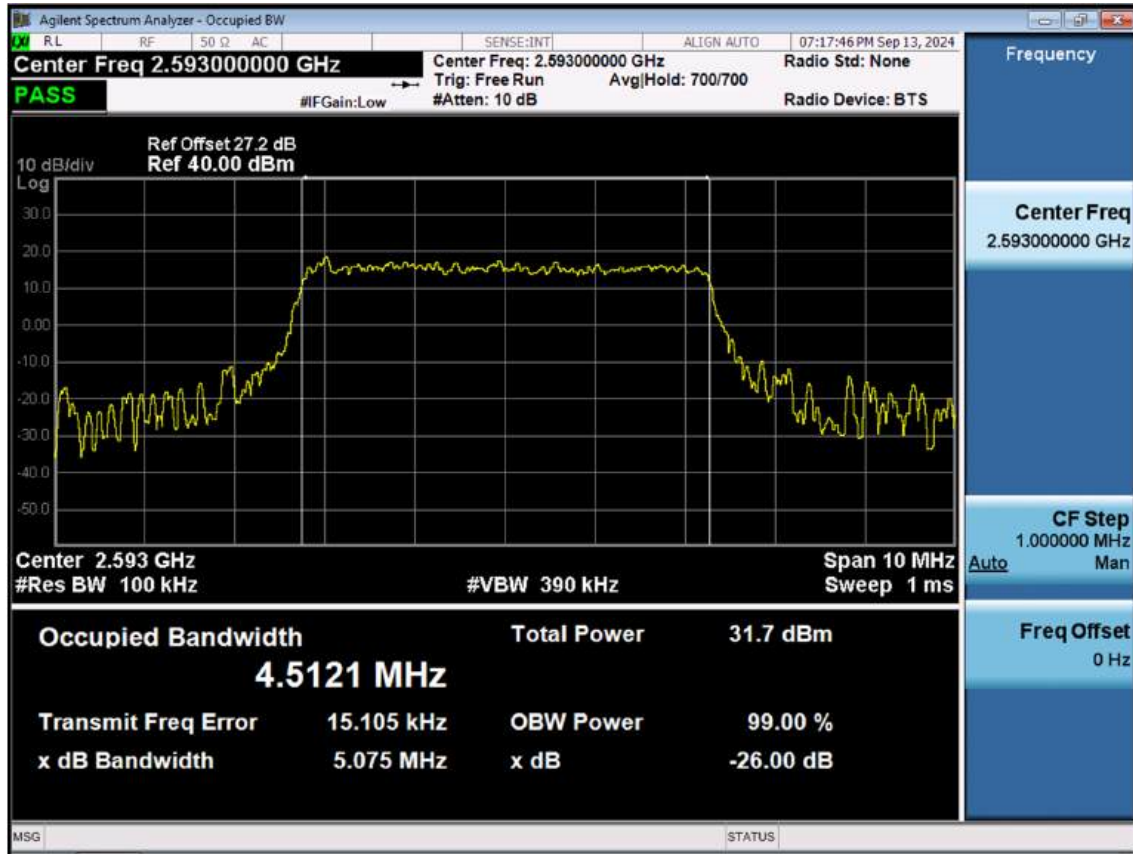 Agilent Spectrum Analyzer - Occupied BW
RL RF 50 Ω AC SENSE:INT ALIGN AUTO 07:17:46 PM Sep 13, 2024
Center Freq 2.593000000 GHz
Center Freq: 2.593000000 GHz
Radio Std: None
Trig: Free Run Avg|Hold: 700/700
PASS
#IFGain:Low
#Atten: 10 dB
Radio Device: BTS
Ref Offset 27.2 dB
10 dB/div Ref 40.00 dBm
Log
30.0
20.0
10.0
0.00
-10.0
-20.0
-30.0
-40.0
-50.0
Center 2.593 GHz Span 10 MHz
#Res BW 100 kHz #VBW 390 kHz Sweep 1 ms
Occupied Bandwidth Total Power 31.7 dBm
4.5121 MHz
Transmit Freq Error 15.105 kHz OBW Power 99.00 %
x dB Bandwidth 5.075 MHz x dB -26.00 dB
MSG STATUS
Frequency
Center Freq
2.593000000 GHz
CF Step
1.000000 MHz
Auto Man
Freq Offset
0 Hz